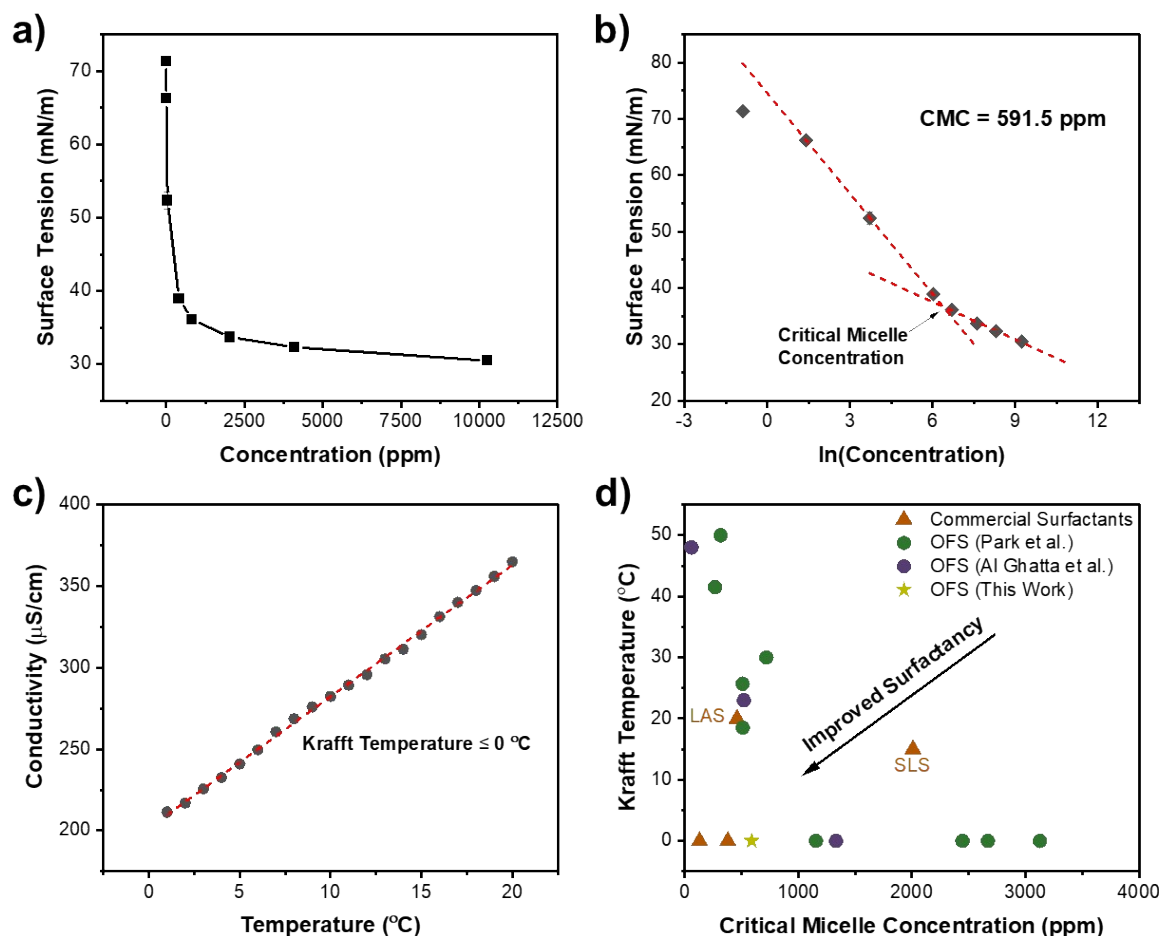 a)
70
60
50
40
30
0
2500
5000
7500
10000
12500
Surface Tension (mN/m)
Concentration (ppm)
b)
80
70
60
50
40
30
20
-3
0
3
6
9
12
Surface Tension (mN/m)
CMC = 591.5 ppm
Critical Micelle
Concentration
ln(Concentration)
c)
400
350
300
250
200
0
5
10
15
20
Conductivity (μS/cm)
Krafft Temperature ≤ 0 °C
Temperature (°C)
d)
50
40
30
20
10
0
0
1000
2000
3000
4000
Krafft Temperature (°C)
Commercial Surfactants
OFS (Park et al.)
OFS (Al Ghatta et al.)
OFS (This Work)
Improved Surfactancy
LAS
SLS
Critical Micelle Concentration (ppm)